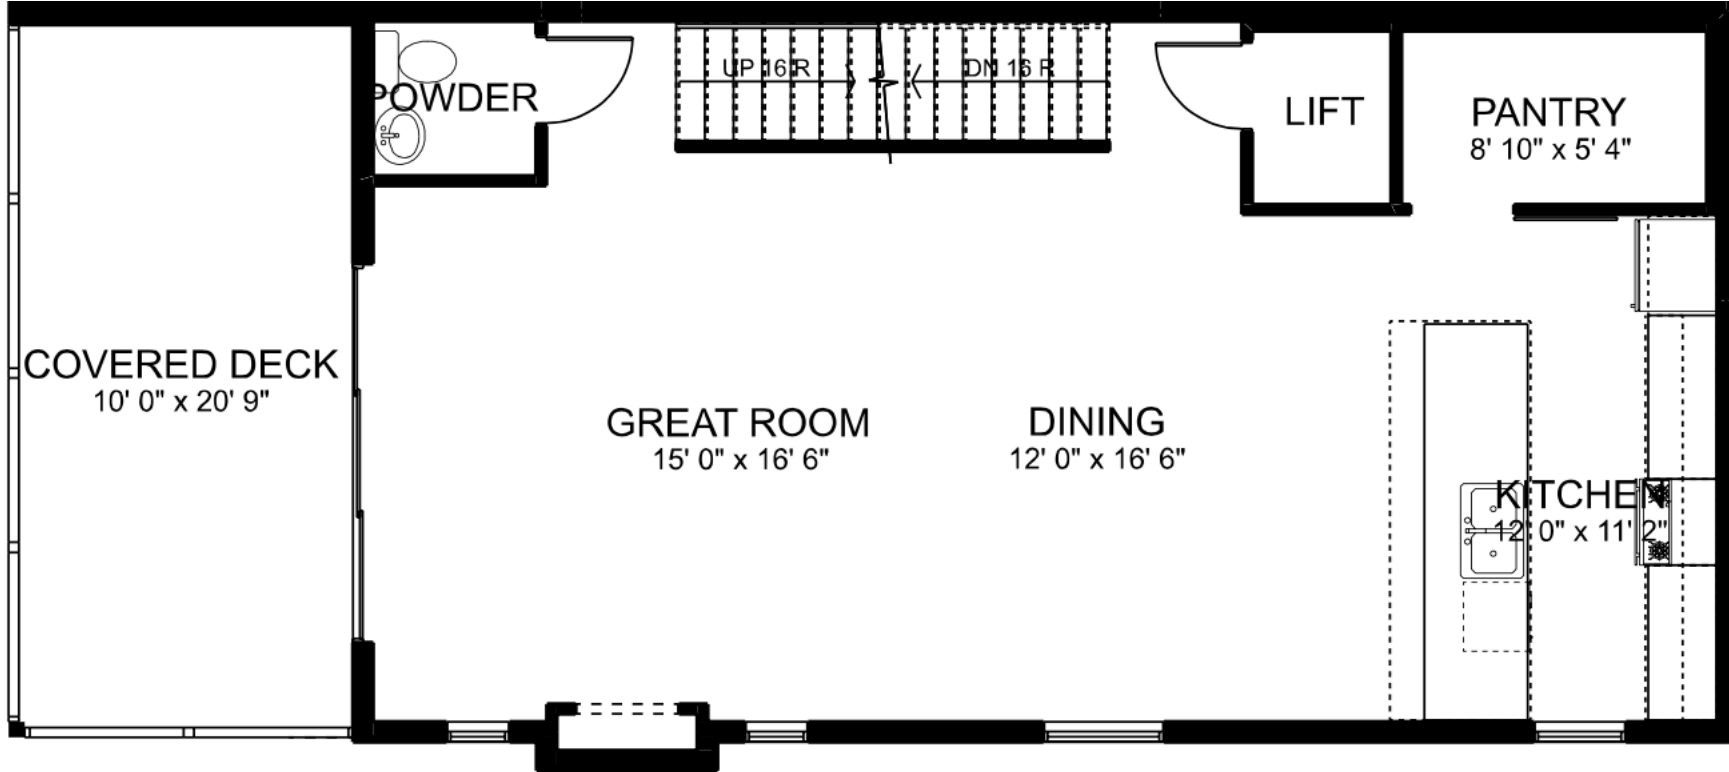 UP 16 R
DN 16 R
POWDER
LIFT
PANTRY
8' 10" x 5' 4"
COVERED DECK
10' 0" x 20' 9"
GREAT ROOM
15' 0" x 16' 6"
DINING
12' 0" x 16' 6"
KITCHEN
12' 0" x 11' 2"